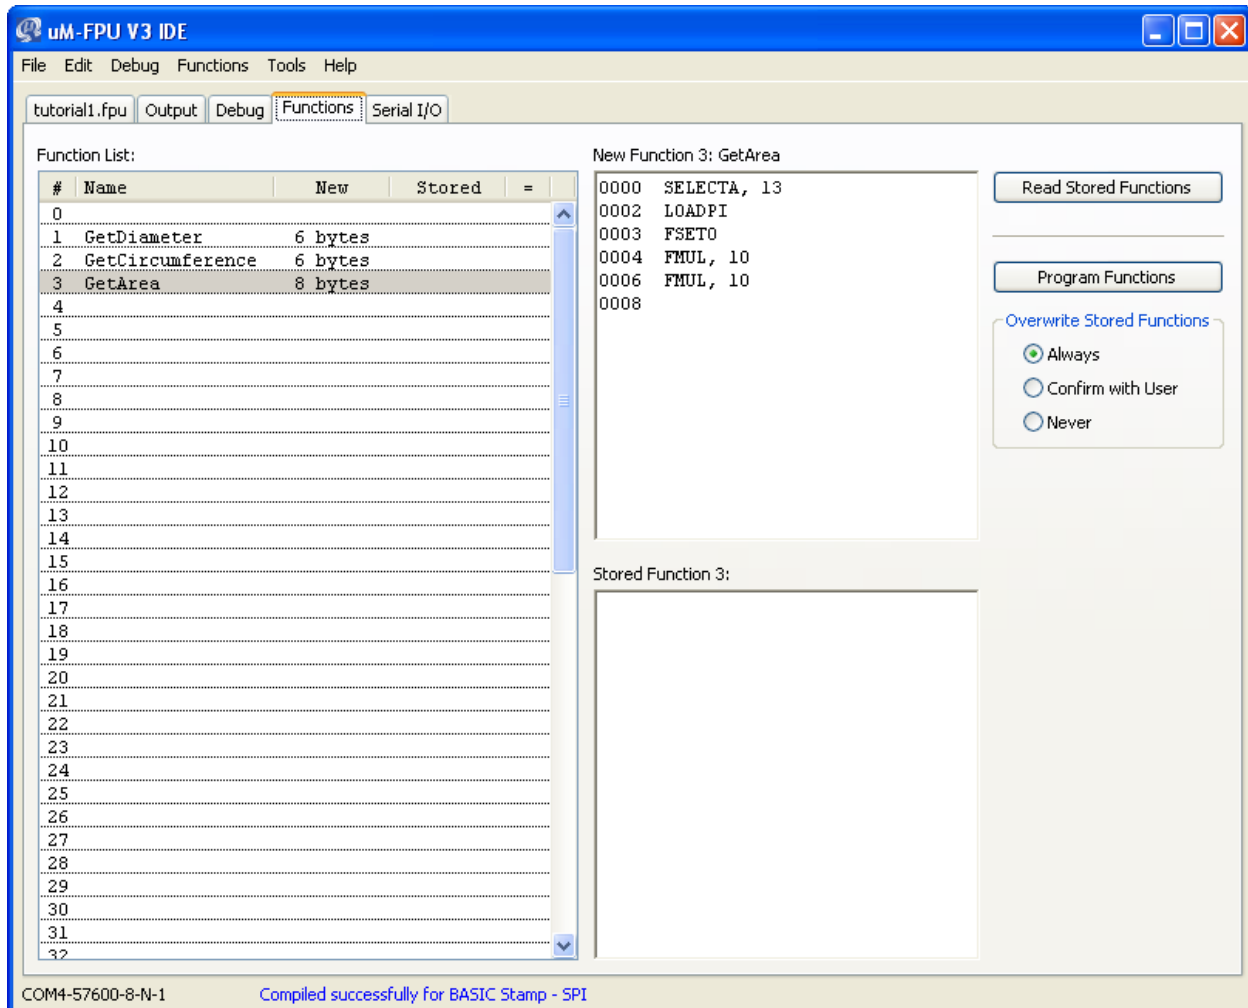 uM-FPU V3 IDE
File Edit Debug Functions Tools Help
tutorial1.fpu Output Debug Functions Serial I/O
Function List:
# Name New Stored =
0
1 GetDiameter 6 bytes
2 GetCircumference 6 bytes
3 GetArea 8 bytes
4
5
6
7
8
9
10
11
12
13
14
15
16
17
18
19
20
21
22
23
24
25
26
27
28
29
30
31
32
New Function 3: GetArea
0000 SELECTA, 13
0002 LOADPI
0003 FSET0
0004 FMUL, 10
0006 FMUL, 10
0008
Stored Function 3:
Read Stored Functions
Program Functions
Overwrite Stored Functions
Always
Confirm with User
Never
COM4-57600-8-N-1 Compiled successfully for BASIC Stamp - SPI